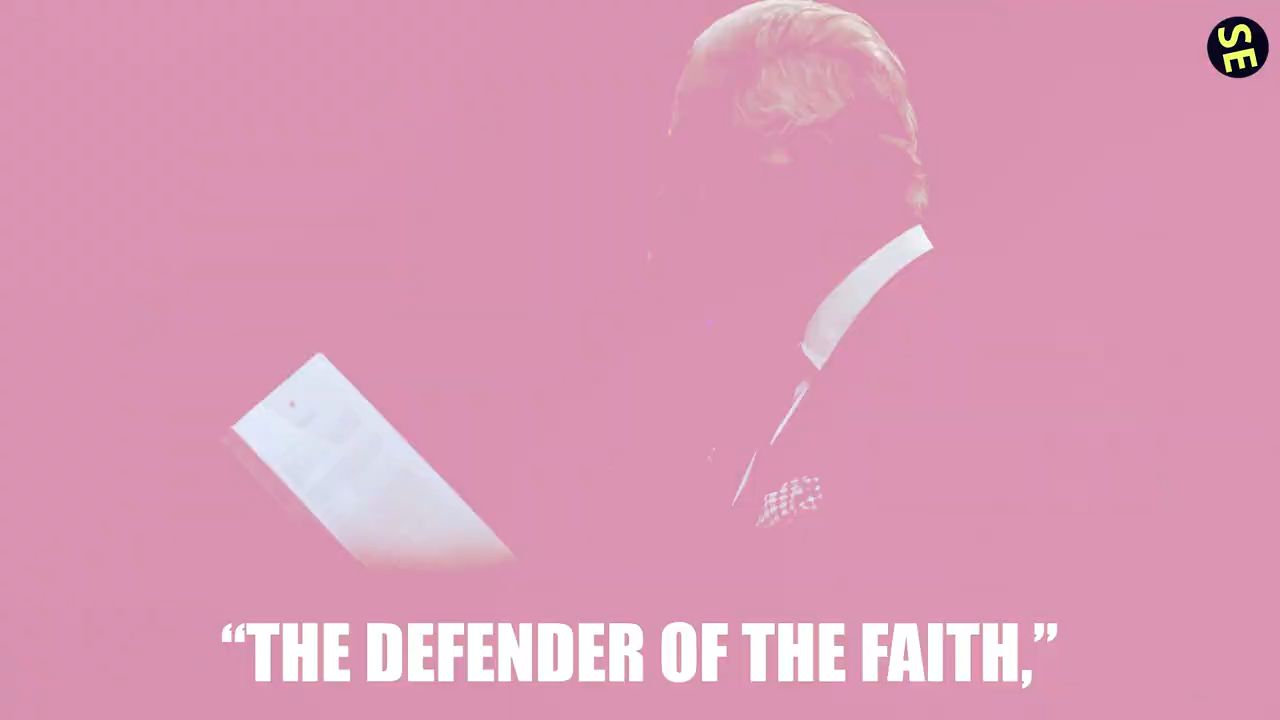 SE
“THE DEFENDER OF THE FAITH,”